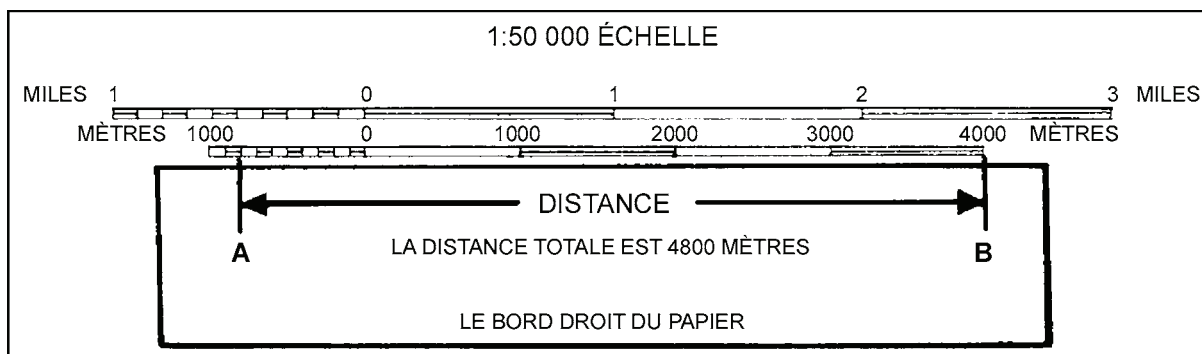 1:50 000 ÉCHELLE
MILES 1 0 1 2 3 MILES
MÈTRES 1000 0 1000 2000 3000 4000 MÈTRES
DISTANCE
A LA DISTANCE TOTALE EST 4800 MÈTRES B
LE BORD DROIT DU PAPIER